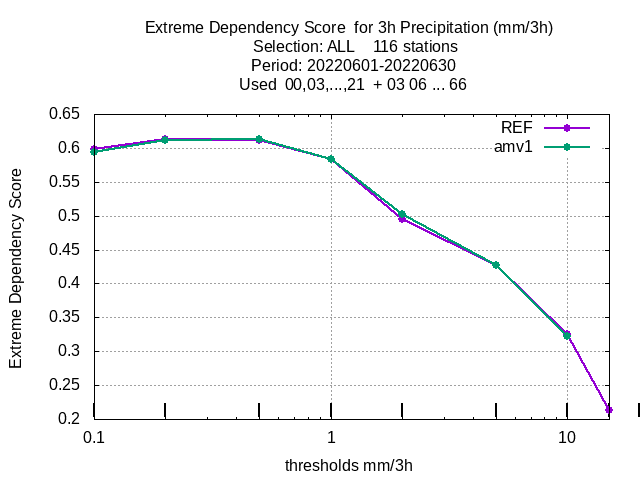 Extreme Dependency Score  for 3h Precipitation (mm/3h)
Selection: ALL    116 stations
Period: 20220601-20220630
Used  00,03,...,21  + 03 06 ... 66
REF
amv1
Extreme Dependency Score
0.65
0.6
0.55
0.5
0.45
0.4
0.35
0.3
0.25
0.2
0.1 1 10
thresholds mm/3h